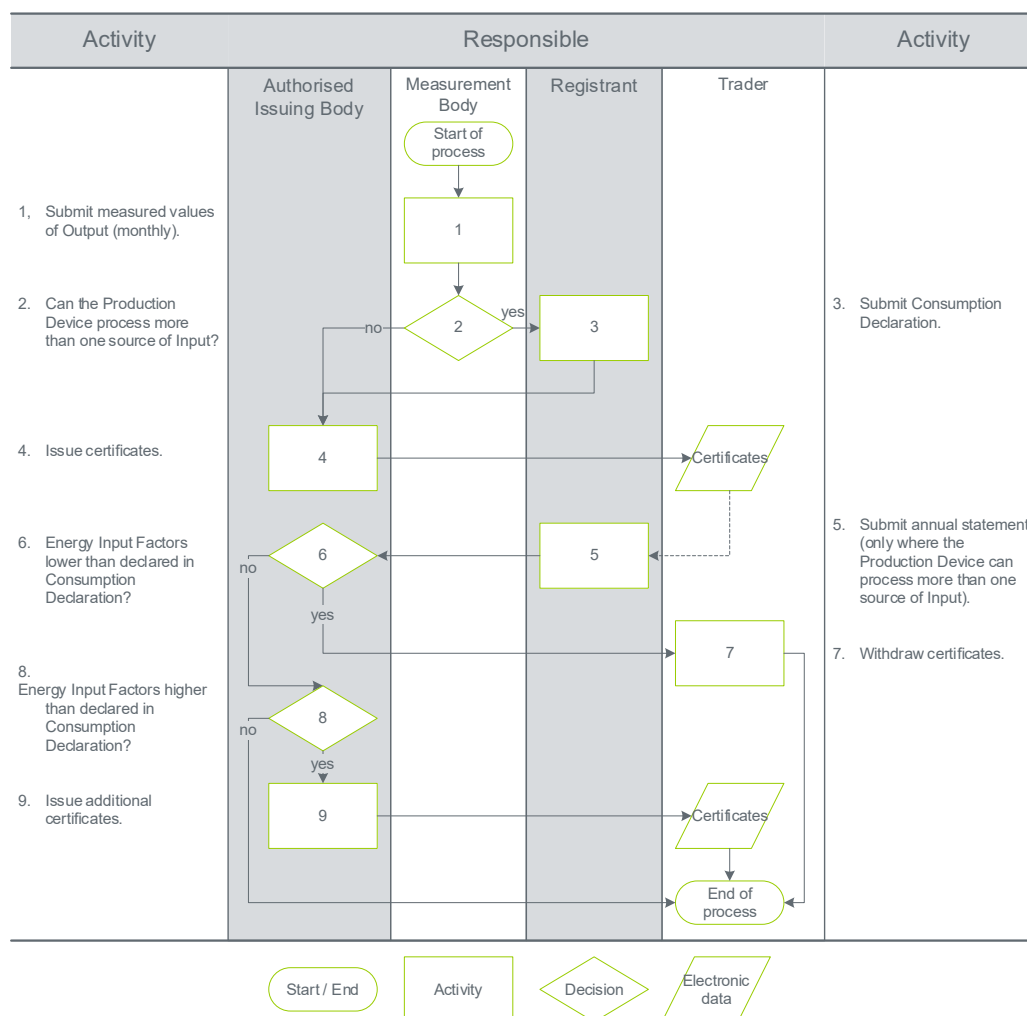 Activity
Responsible
Activity
Authorised
Issuing Body
Measurement
Body
Registrant
Trader
Start of
process
1, Submit measured values
of Output (monthly).
1
2. Can the Production
Device process more
than one source of Input?
no
2
yes
3
3. Submit Consumption
Declaration.
4. Issue certificates.
4
Certificates
6. Energy Input Factors
lower than declared in
Consumption
Declaration?
no
6
yes
5
5. Submit annual statement
(only where the
Production Device can
process more than one
source of Input).
7
7. Withdraw certificates.
8.
Energy Input Factors higher
than declared in
Consumption
Declaration?
no
8
yes
9. Issue additional
certificates.
9
Certificates
End of
process
Start / End
Activity
Decision
Electronic
data